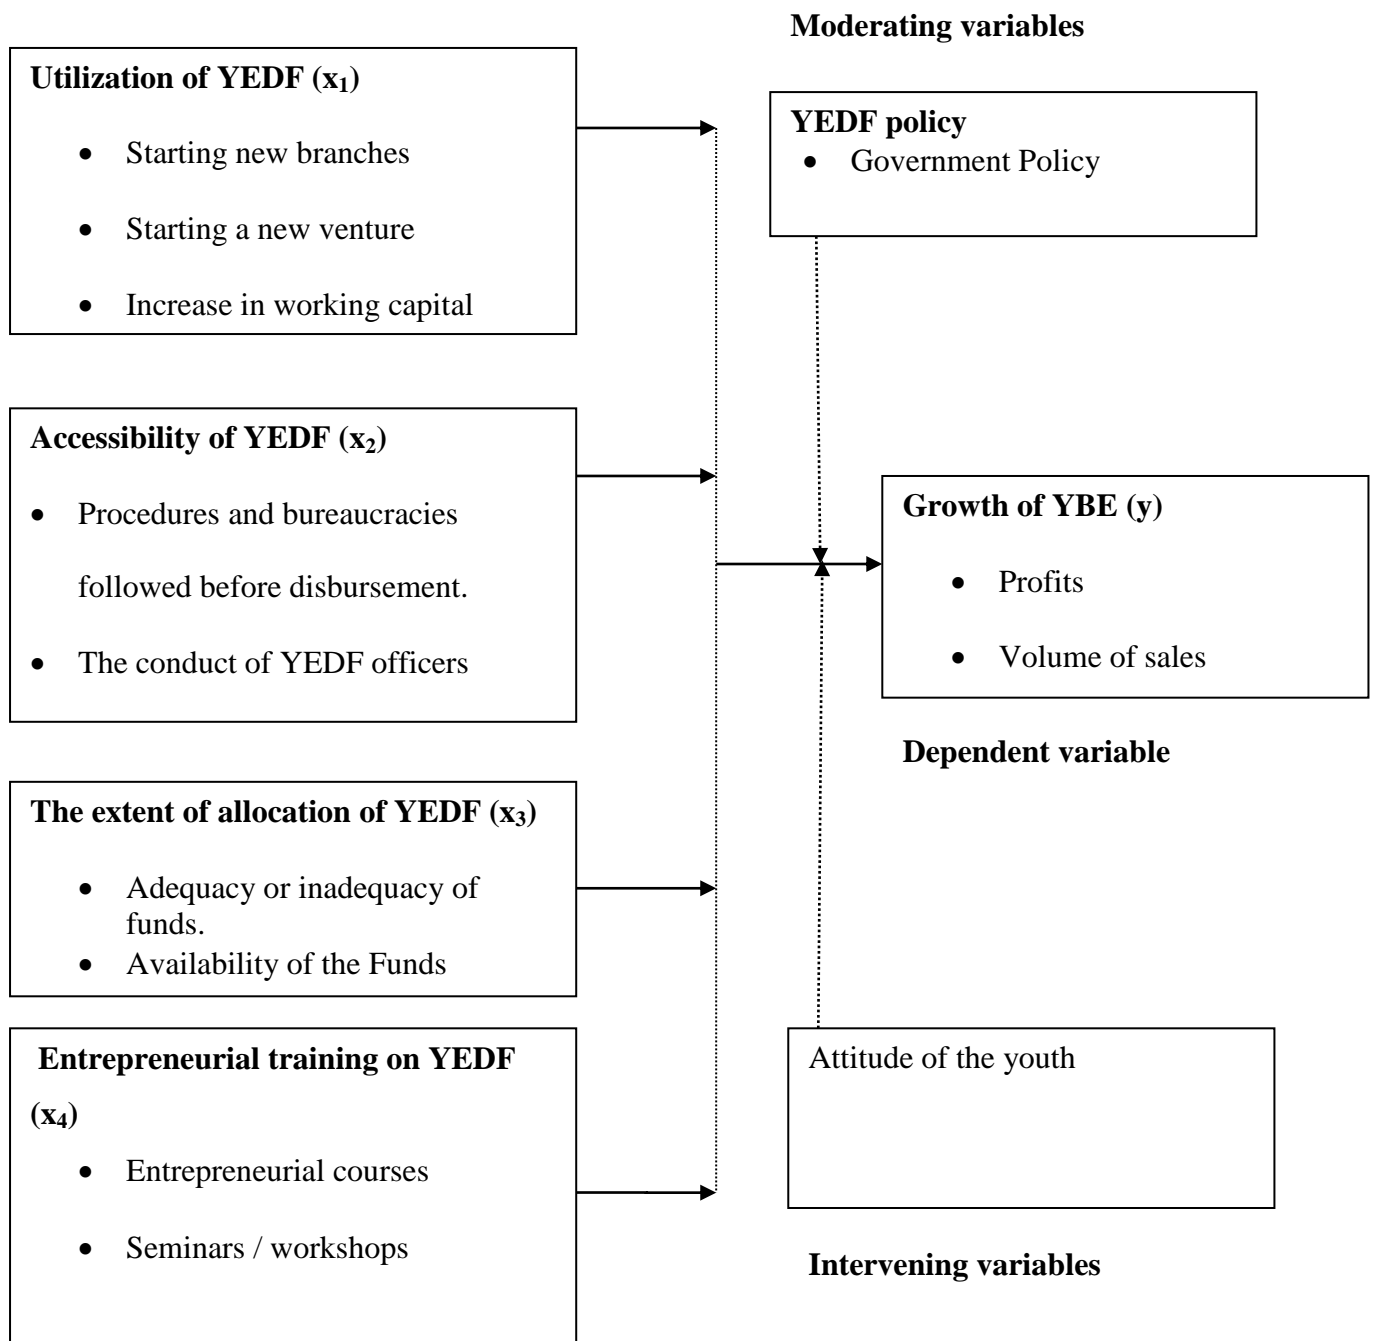 Moderating variables
Utilization of YEDF (x₁)
• Starting new branches
• Starting a new venture
• Increase in working capital
YEDF policy
• Government Policy
Accessibility of YEDF (x₂)
• Procedures and bureaucracies
followed before disbursement.
• The conduct of YEDF officers
Growth of YBE (y)
• Profits
• Volume of sales
Dependent variable
The extent of allocation of YEDF (x₃)
• Adequacy or inadequacy of
funds.
• Availability of the Funds
Entrepreneurial training on YEDF
(x₄)
• Entrepreneurial courses
• Seminars / workshops
Attitude of the youth
Intervening variables